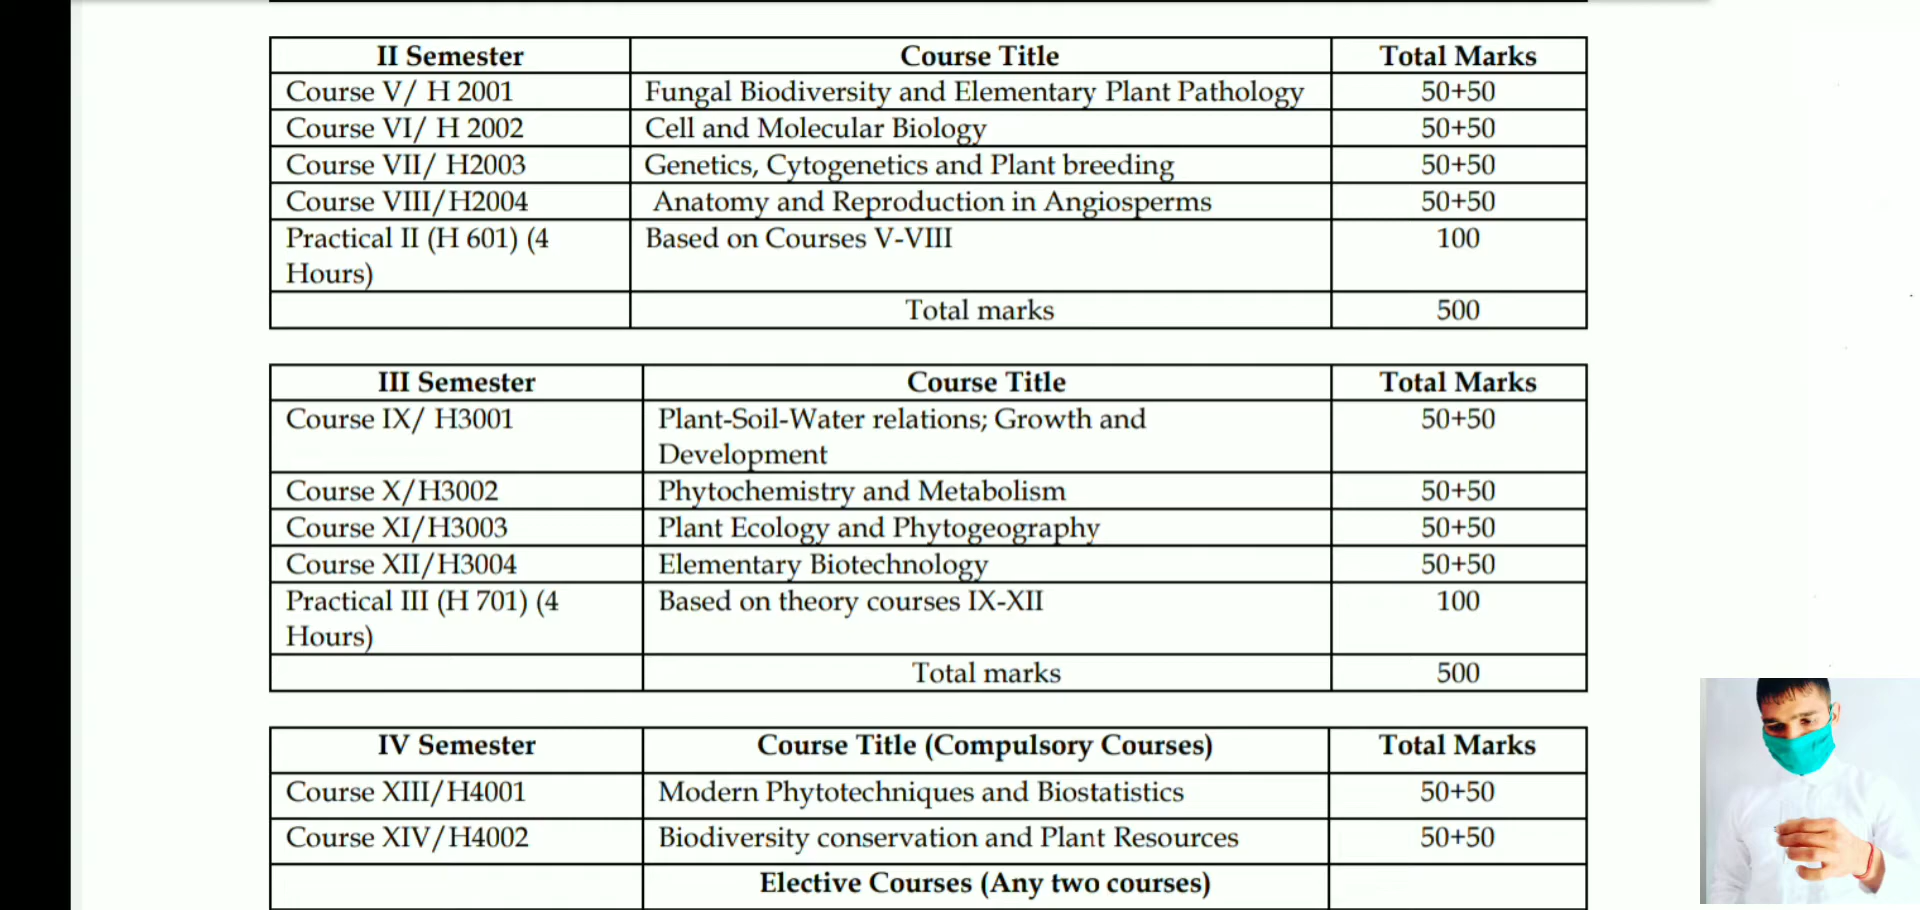 II Semester Course Title Total Marks
Course V/ H 2001 Fungal Biodiversity and Elementary Plant Pathology 50+50
Course VI/ H 2002 Cell and Molecular Biology 50+50
Course VII/ H2003 Genetics, Cytogenetics and Plant breeding 50+50
Course VIII/H2004 Anatomy and Reproduction in Angiosperms 50+50
Practical II (H 601) (4 Based on Courses V-VIII 100
Hours)
Total marks 500
III Semester Course Title Total Marks
Course IX/ H3001 Plant-Soil-Water relations; Growth and 50+50
Development
Course X/H3002 Phytochemistry and Metabolism 50+50
Course XI/H3003 Plant Ecology and Phytogeography 50+50
Course XII/H3004 Elementary Biotechnology 50+50
Practical III (H 701) (4 Based on theory courses IX-XII 100
Hours)
Total marks 500
IV Semester Course Title (Compulsory Courses) Total Marks
Course XIII/H4001 Modern Phytotechniques and Biostatistics 50+50
Course XIV/H4002 Biodiversity conservation and Plant Resources 50+50
Elective Courses (Any two courses)